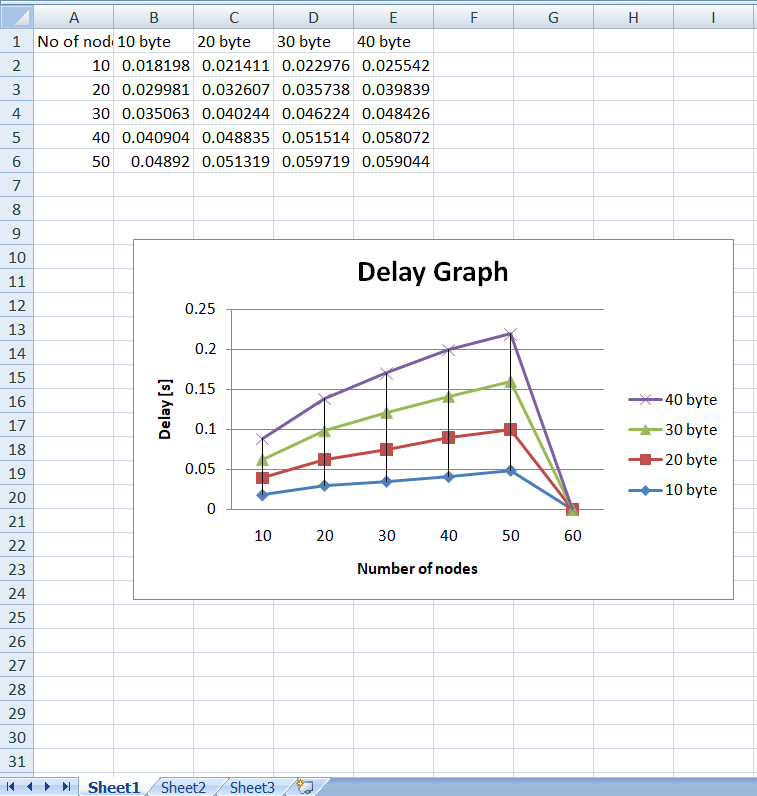 A B C D E F G H I
1 No of nod 10 byte 20 byte 30 byte 40 byte
2 10 0.018198 0.021411 0.022976 0.025542
3 20 0.029981 0.032607 0.035738 0.039839
4 30 0.035063 0.040244 0.046224 0.048426
5 40 0.040904 0.048835 0.051514 0.058072
6 50 0.04892 0.051319 0.059719 0.059044
7
8
9
10
11
12
13
14
15
16
17
18
19
20
21
22
23
24
25
26
27
28
29
30
31
Delay Graph
0.25
0.2
0.15
0.1
0.05
0
Delay [s]
10 20 30 40 50 60
Number of nodes
40 byte
30 byte
20 byte
10 byte
Sheet1 Sheet2 Sheet3